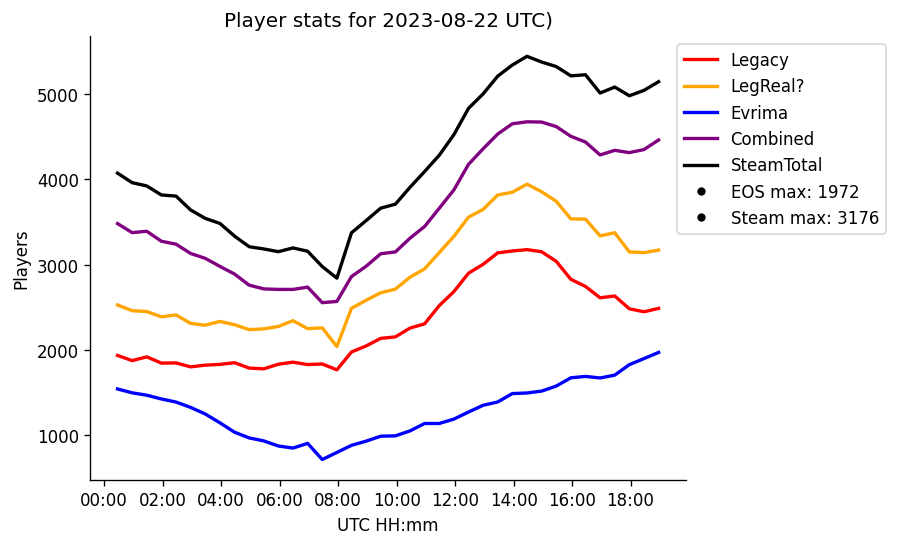 Player stats for 2023-08-22 UTC)
Legacy
LegReal?
Evrima
Combined
SteamTotal
EOS max: 1972
Steam max: 3176
5000
4000
3000
2000
1000
Players
00:00 02:00 04:00 06:00 08:00 10:00 12:00 14:00 16:00 18:00
UTC HH:mm